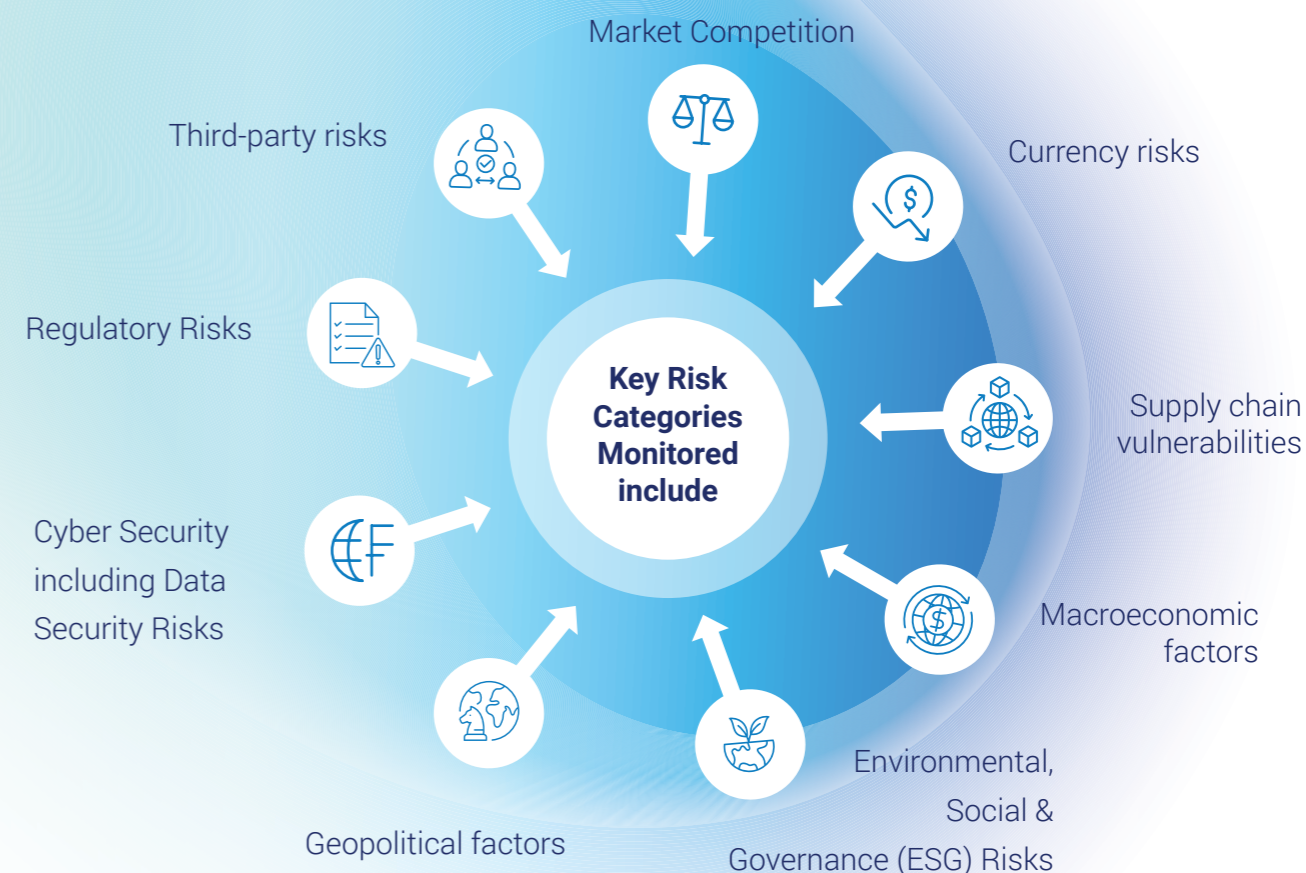 Market Competition
Third-party risks
Currency risks
Regulatory Risks
Key Risk
Categories
Monitored
include
Supply chain
vulnerabilities
Cyber Security
including Data
Security Risks
Macroeconomic
factors
Geopolitical factors
Environmental,
Social &
Governance (ESG) Risks